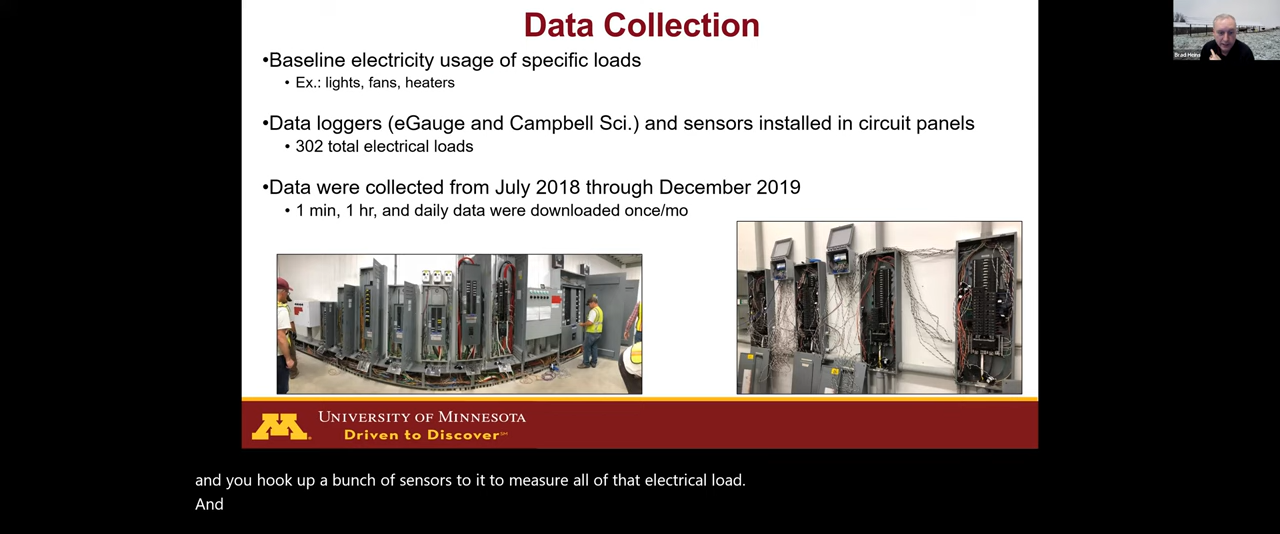 Data Collection
•Baseline electricity usage of specific loads
• Ex.: lights, fans, heaters
•Data loggers (eGauge and Campbell Sci.) and sensors installed in circuit panels
• 302 total electrical loads
•Data were collected from July 2018 through December 2019
• 1 min, 1 hr, and daily data were downloaded once/mo
Brad Heins
M
UNIVERSITY OF MINNESOTA
Driven to Discover℠
and you hook up a bunch of sensors to it to measure all of that electrical load.
And